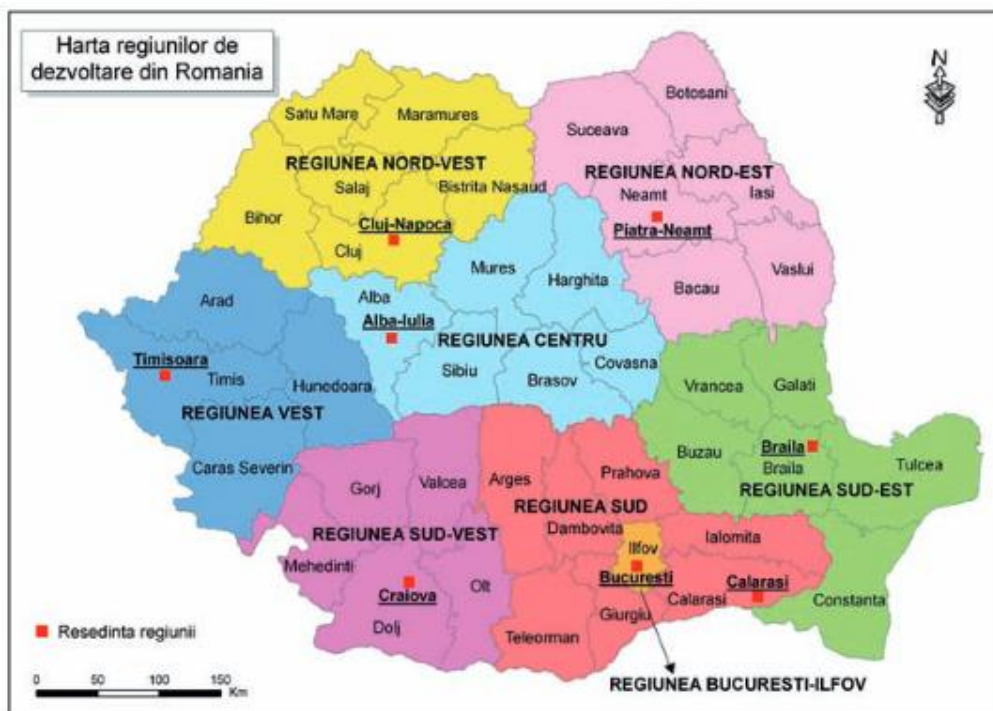 Harta regiunilor de
dezvoltare din Romania
N
Satu Mare
Maramures
Botosani
Suceava
REGIUNEA NORD-VEST
REGIUNEA NORD-EST
Salaj
Bistrita Nasaud
Neamt
Iasi
Bihor
Cluj-Napoca
Piatra-Neamt
Cluj
Mures
Harghita
Vaslui
Bacau
Arad
Alba
Alba-Iulia
REGIUNEA CENTRU
Timisoara
Timis
Hunedoara
Sibiu
Brasov
Covasna
Vrancea
Galati
REGIUNEA VEST
Braila
Buzau
Braila
Tulcea
Caras Severin
Gorj
Valcea
Arges
Prahova
REGIUNEA SUD-EST
REGIUNEA SUD
REGIUNEA SUD-VEST
Dambovita
Ialomita
Ilfov
Mehedinti
Bucuresti
Calarasi
Craiova
Olt
Calarasi
Constanta
Giurgiu
Dolj
Teleorman
Resedinta regiunii
REGIUNEA BUCURESTI-ILFOV
0 50 100 150
Km